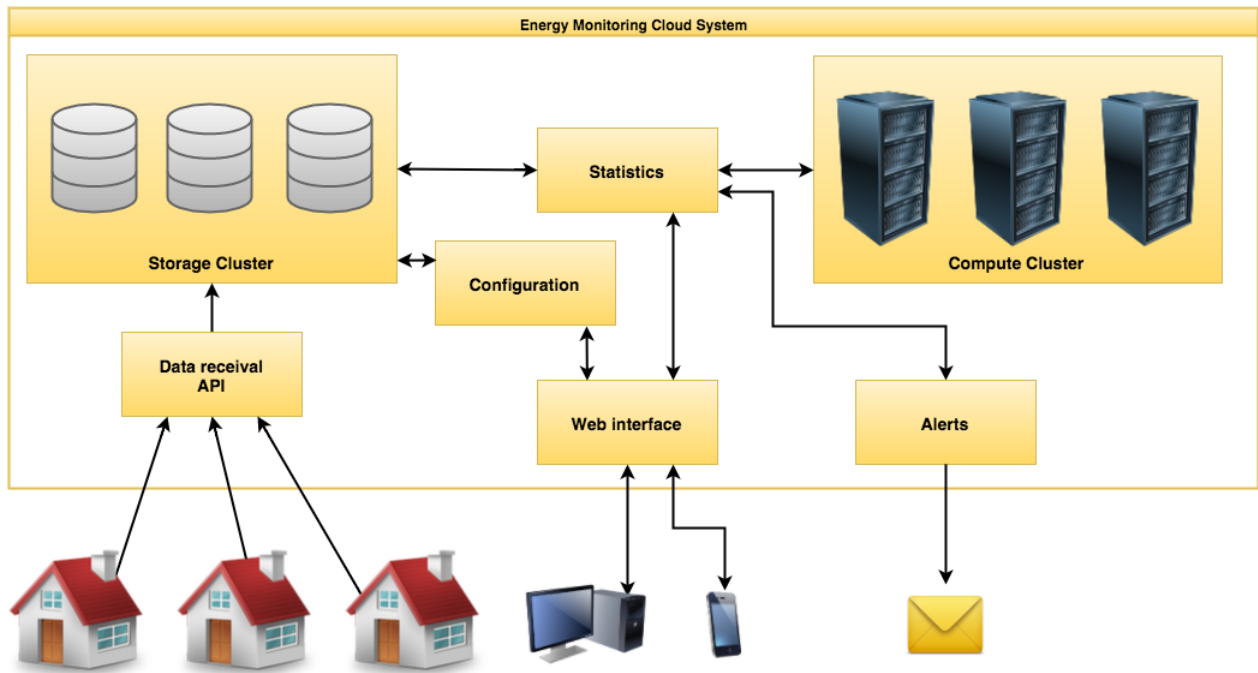 Energy Monitoring Cloud System
Statistics
Storage Cluster
Compute Cluster
Configuration
Data receival
API
Web interface
Alerts